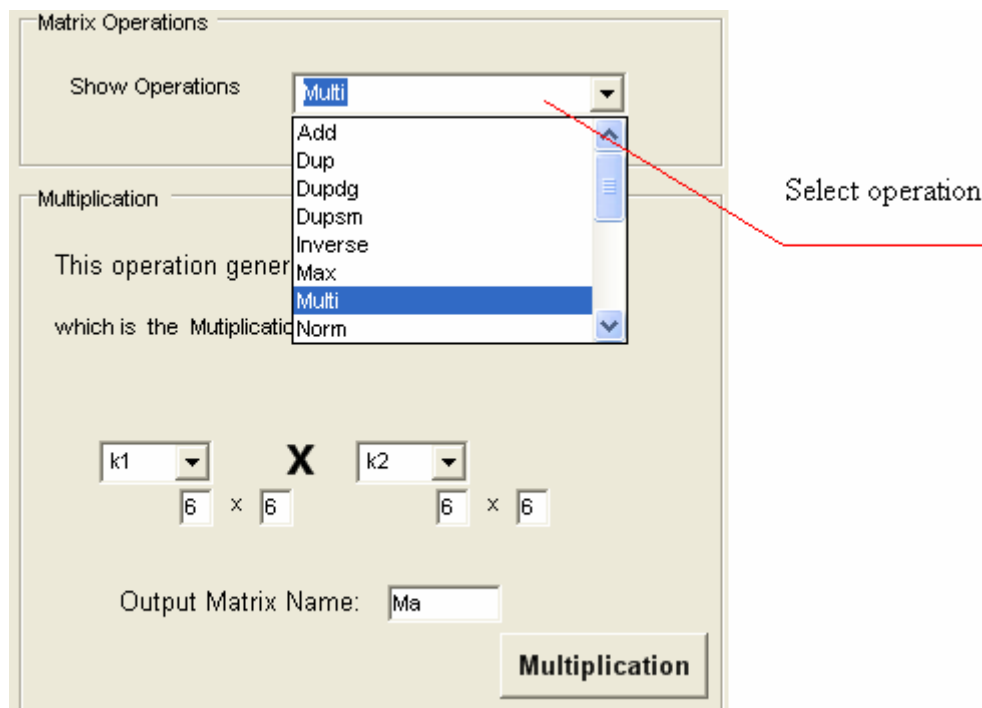 Matrix Operations
Show Operations
Multi
Add
Dup
Dupdg
Dupsm
Inverse
Max
Multi
Norm
Select operation
Multiplication
This operation gener
which is the Mutiplicatio
k1 X k2
6 x 6 6 x 6
Output Matrix Name: Ma
Multiplication